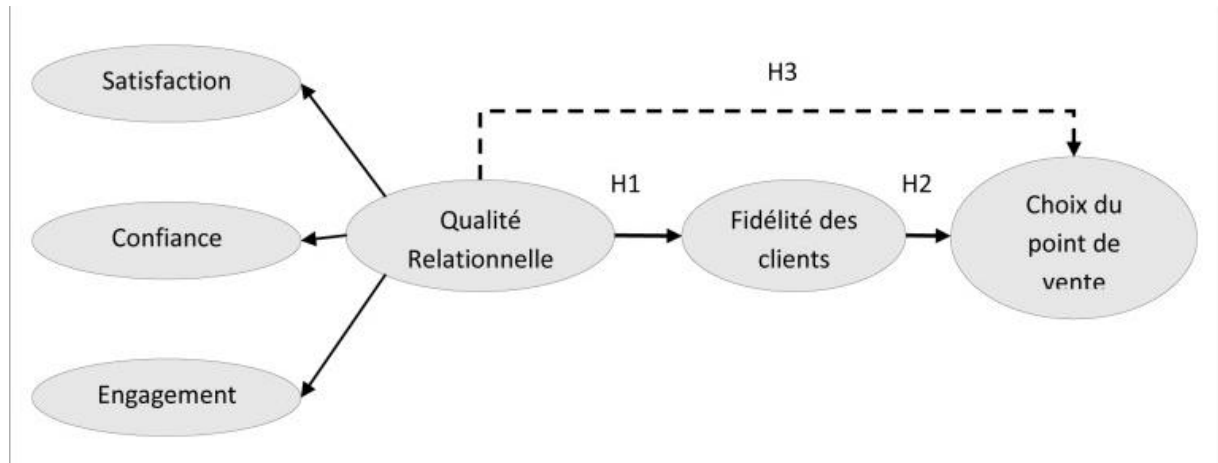 Satisfaction
H3
H1
H2
Confiance
Qualité
Relationnelle
Fidélité des
clients
Choix du
point de
vente
Engagement